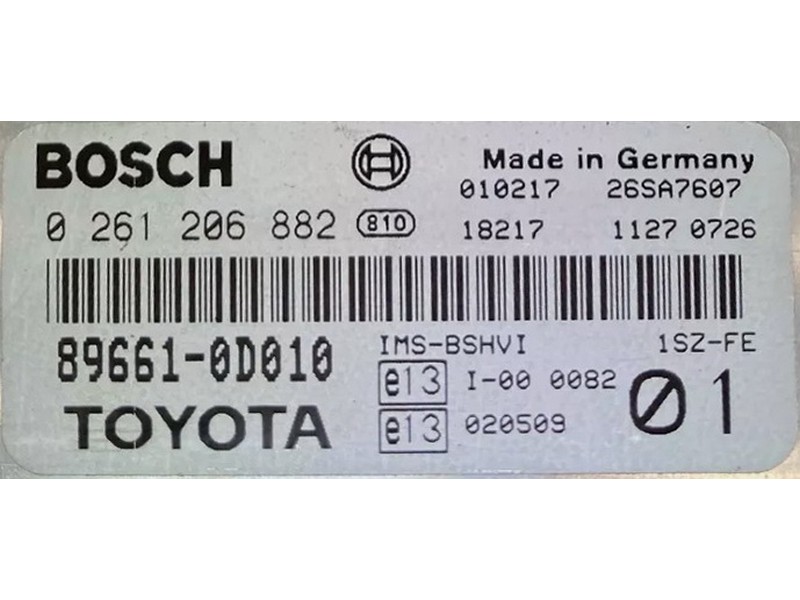 BOSCH Made in Germany
010217 26SA7607
0 261 206 882 810 18217 1127 0726
89661-0D010 IMS-BSHVI 1SZ-FE
e13 I-00 0082 01
TOYOTA e13 020509